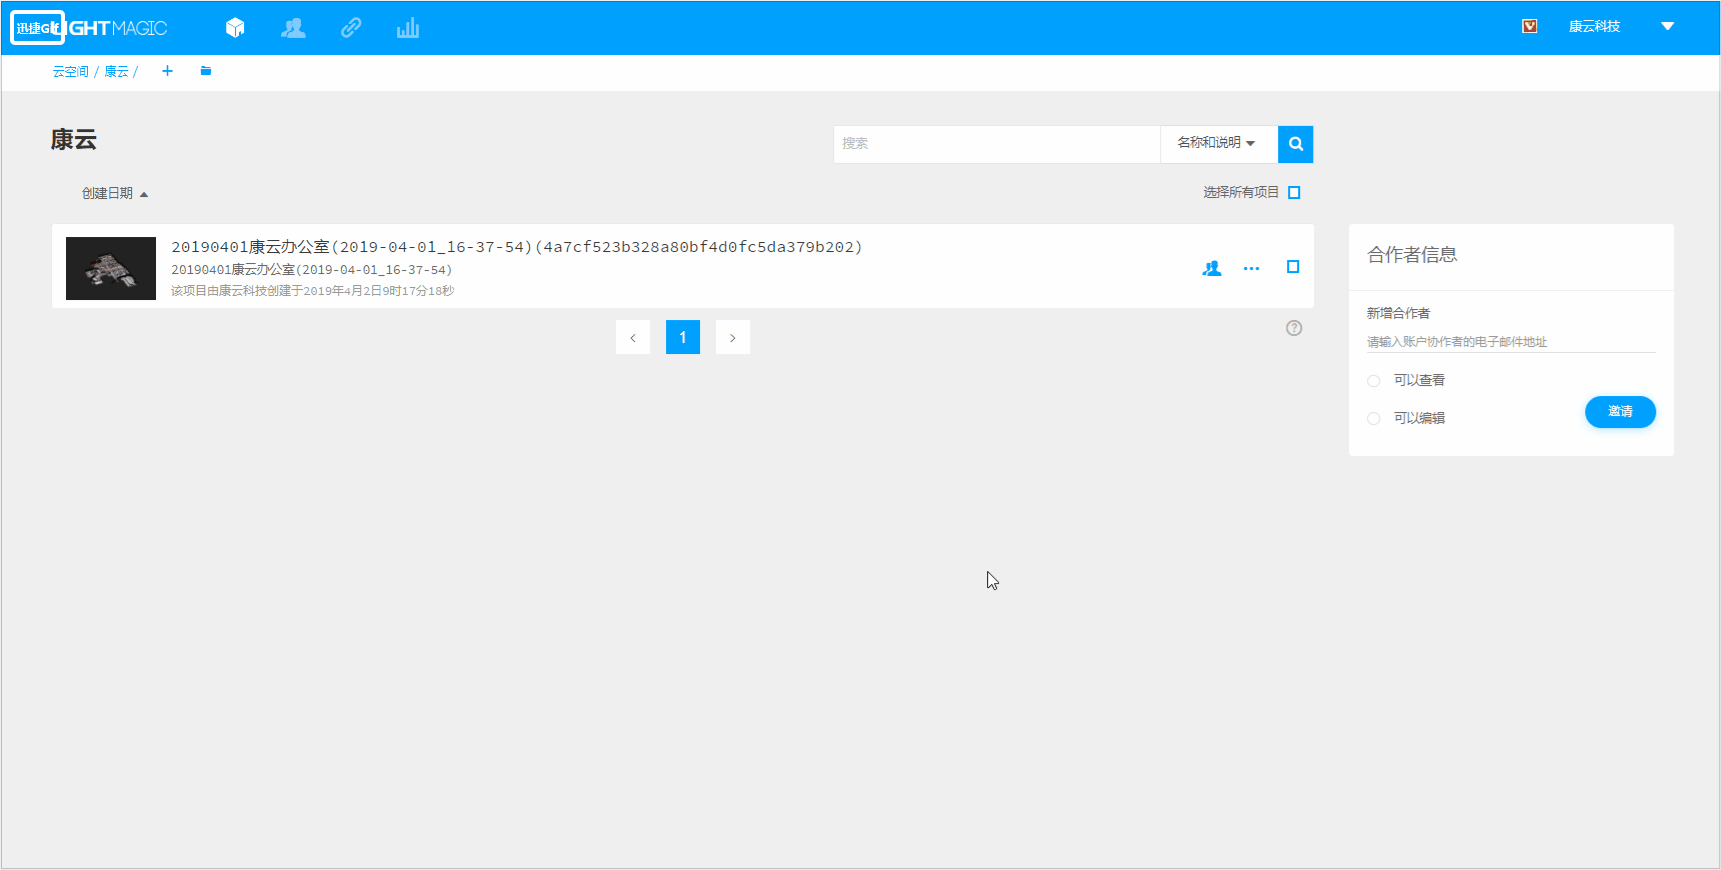 迅捷Gif
LIGHTMAGIC
康云科技
云空间 / 康云 /
康云
搜索
名称和说明
创建日期
选择所有项目
20190401康云办公室(2019-04-01_16-37-54)(4a7cf523b328a80bf4d0fc5da379b202)
20190401康云办公室(2019-04-01_16-37-54)
该项目由康云科技创建于2019年4月2日9时17分18秒
< 1 >
合作者信息
新增合作者
请输入账户协作者的电子邮件地址
可以查看
可以编辑
邀请